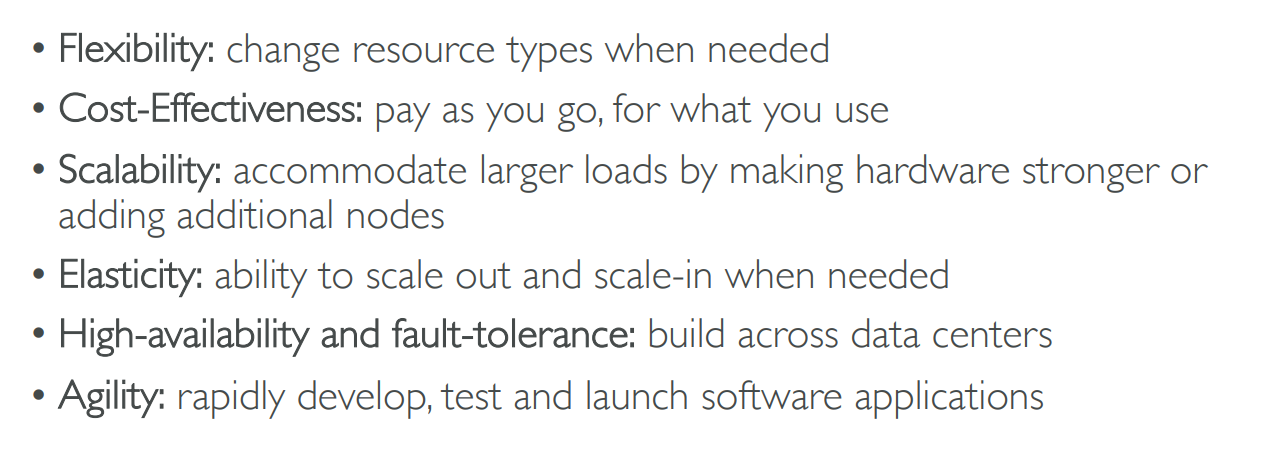 • Flexibility: change resource types when needed
• Cost-Effectiveness: pay as you go, for what you use
• Scalability: accommodate larger loads by making hardware stronger or
adding additional nodes
• Elasticity: ability to scale out and scale-in when needed
• High-availability and fault-tolerance: build across data centers
• Agility: rapidly develop, test and launch software applications